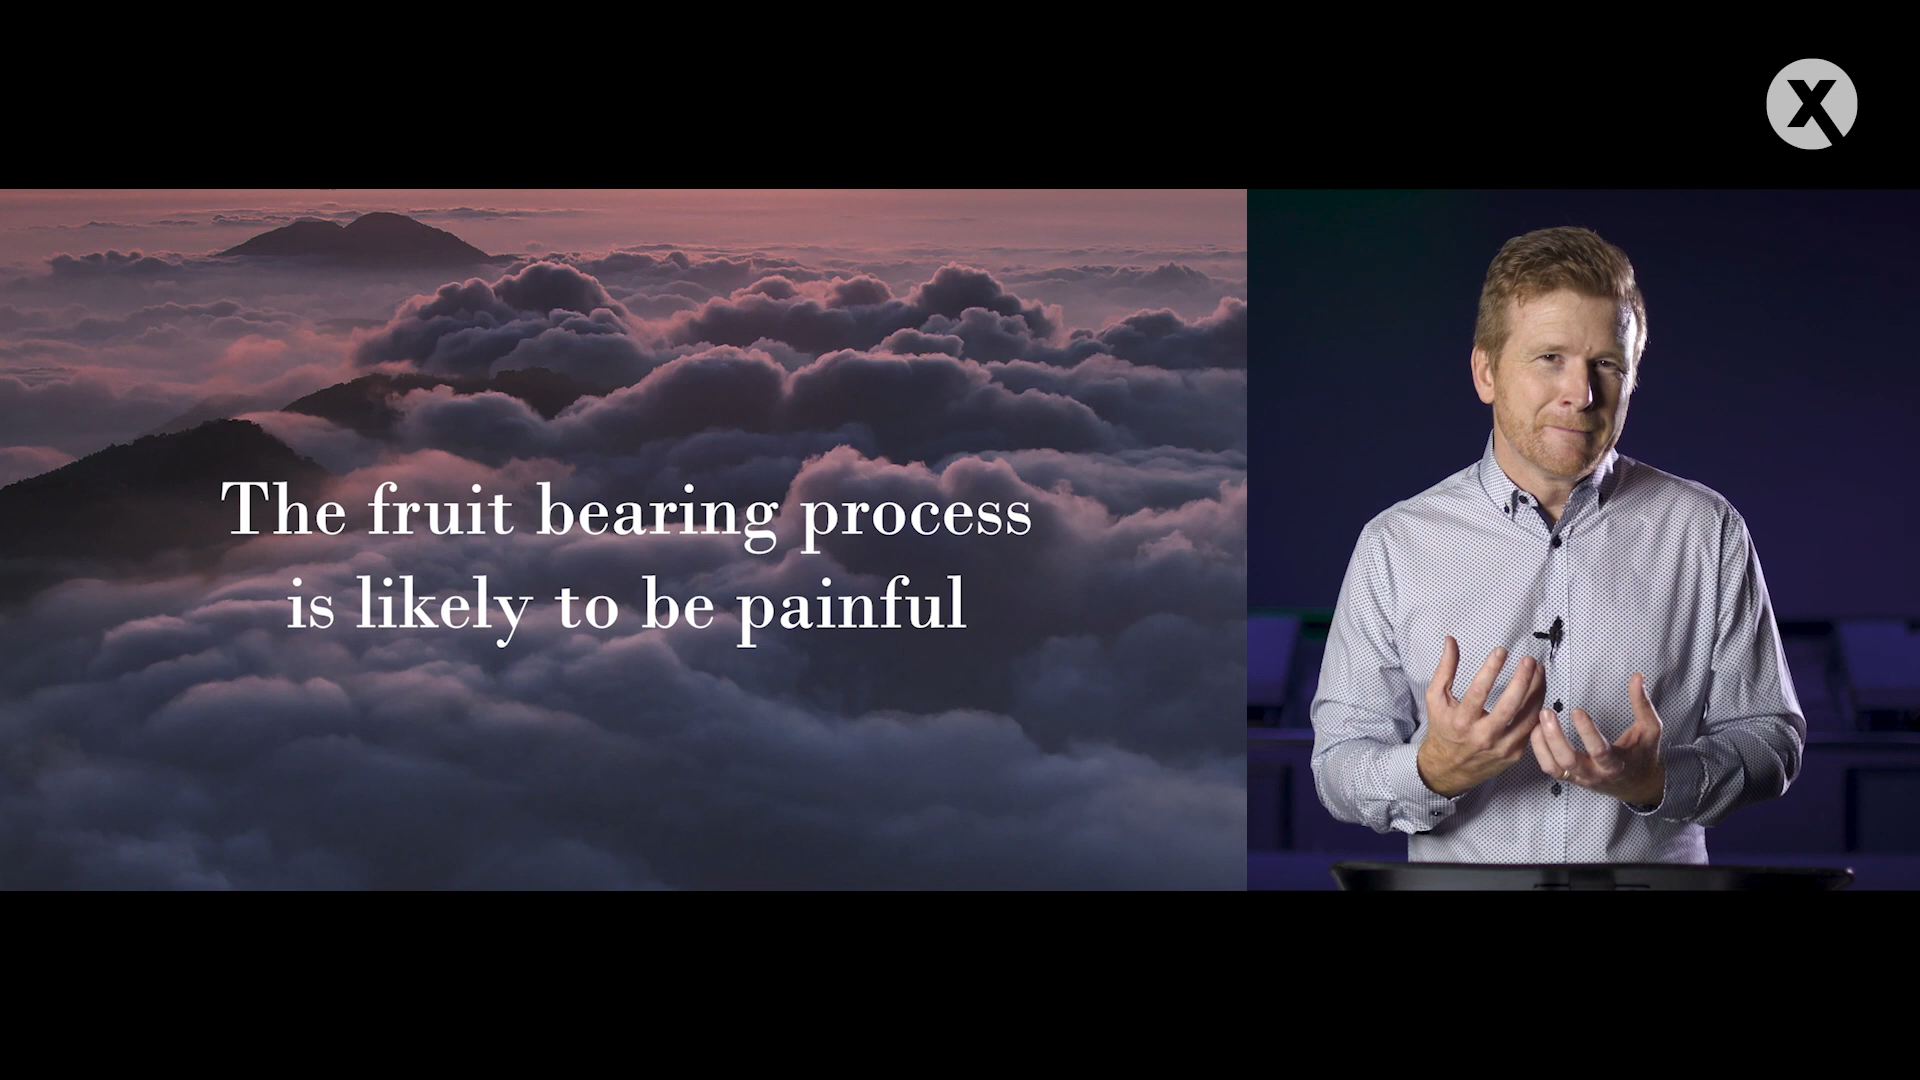 X
The fruit bearing process
is likely to be painful